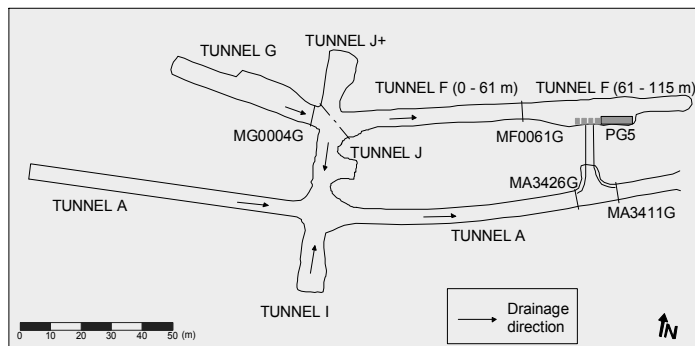 TUNNEL J+
TUNNEL G
TUNNEL F (0 - 61 m)
TUNNEL F (61 - 115 m)
MG0004G
TUNNEL J
MF0061G
PG5
MA3426G
TUNNEL A
MA3411G
TUNNEL A
TUNNEL I
Drainage
direction
0 10 20 30 40 50 (m)
N